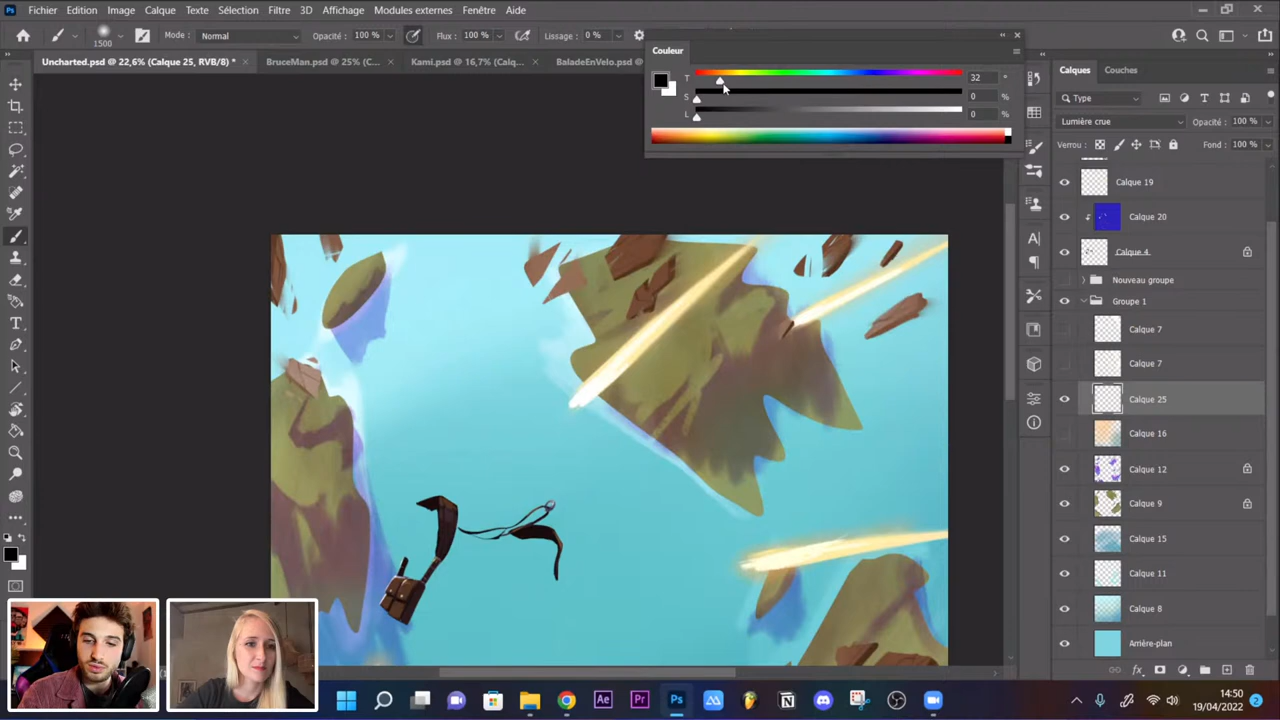 Fichier Edition Image Calque Texte Sélection Filtre 3D Affichage Modules externes Fenêtre Aide
1500 Mode : Normal Opacité : 100 % Flux : 100 % Lissage : 0 %
Uncharted.psd @ 22,6% (Calque 25, RVB/8) * BruceMan.psd @ 25% (C... Kami.psd @ 16,7% (Calq... BaladeEnVelo.psd @
Couleur
T 32 °
S 0 %
L 0 %
Calques Couches
Type
Lumière crue Opacité : 100 %
Verrou : Fond : 100 %
Calque 19
Calque 20
Calque 4
Nouveau groupe
Groupe 1
Calque 7
Calque 7
Calque 25
Calque 16
Calque 12
Calque 9
Calque 15
Calque 11
Calque 8
Arrière-plan
fx
Ae Pr Ps
14:50
19/04/2022
2